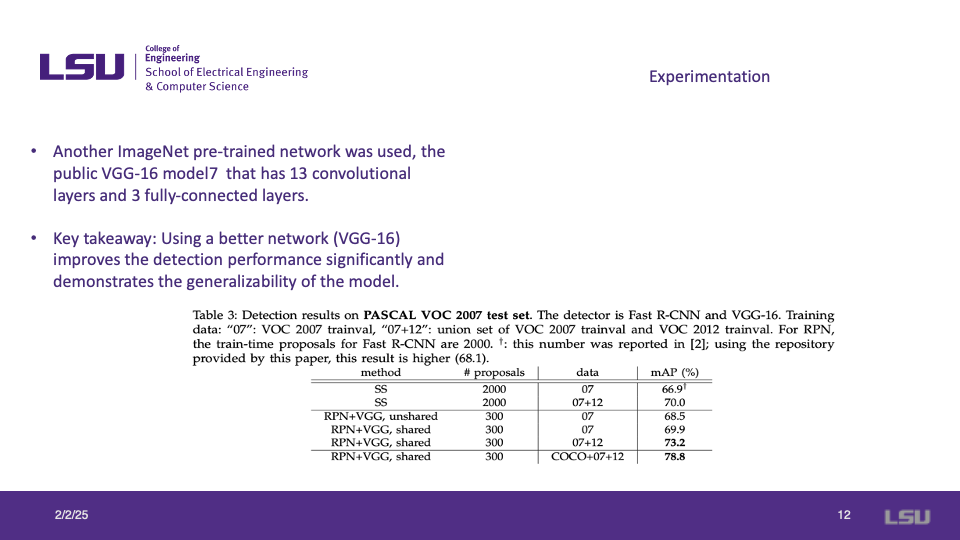 LSU
College of
Engineering
School of Electrical Engineering
& Computer Science
Experimentation
• Another ImageNet pre-trained network was used, the
public VGG-16 model7  that has 13 convolutional
layers and 3 fully-connected layers.
• Key takeaway: Using a better network (VGG-16)
improves the detection performance significantly and
demonstrates the generalizability of the model.
Table 3: Detection results on PASCAL VOC 2007 test set. The detector is Fast R-CNN and VGG-16. Training
data: “07”: VOC 2007 trainval, “07+12”: union set of VOC 2007 trainval and VOC 2012 trainval. For RPN,
the train-time proposals for Fast R-CNN are 2000. †: this number was reported in [2]; using the repository
provided by this paper, this result is higher (68.1).
method # proposals data mAP (%)
SS 2000 07 66.9†
SS 2000 07+12 70.0
RPN+VGG, unshared 300 07 68.5
RPN+VGG, shared 300 07 69.9
RPN+VGG, shared 300 07+12 73.2
RPN+VGG, shared 300 COCO+07+12 78.8
2/2/25
12
LSU